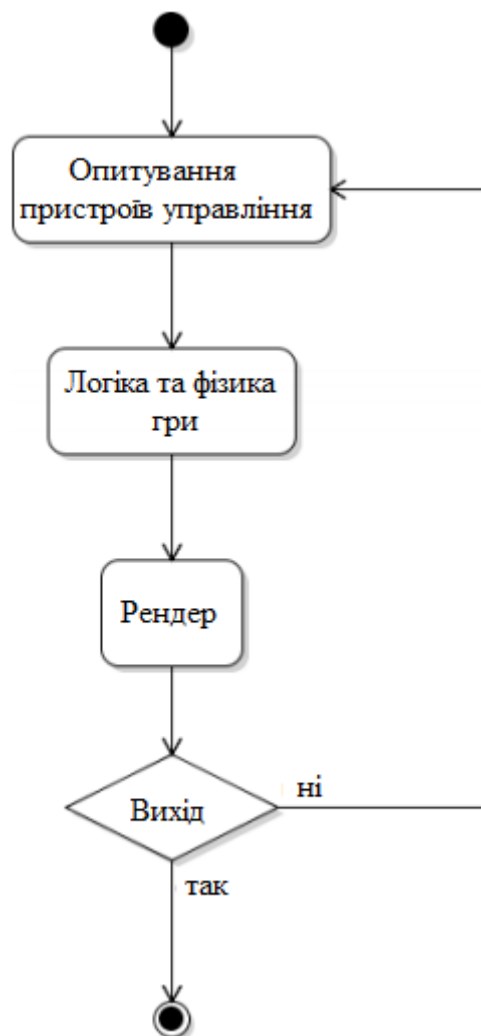 Опитування
пристроїв управління
Логіка та фізика
гри
Рендер
Вихід
ні
так